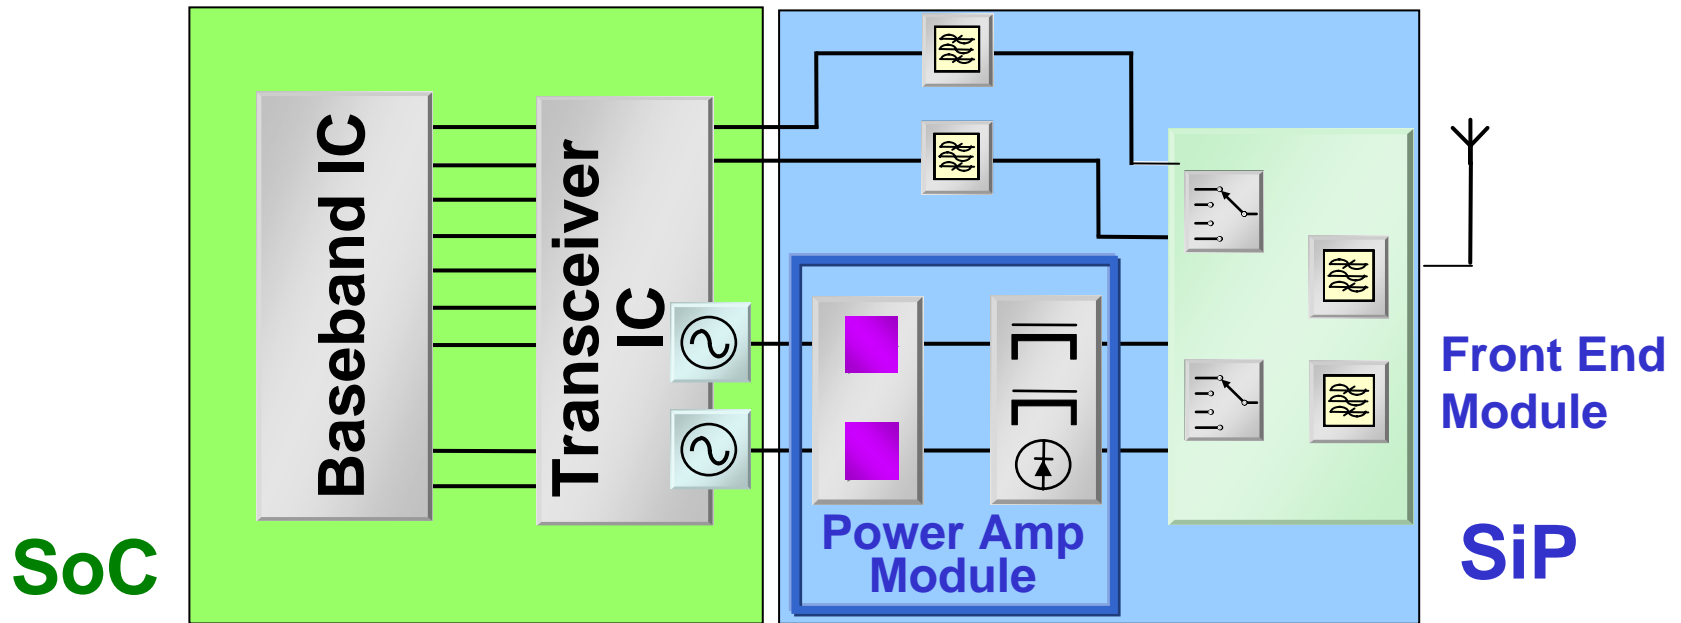 Baseband IC
Transceiver
IC
Power Amp
Module
Front End
Module
SoC
SiP